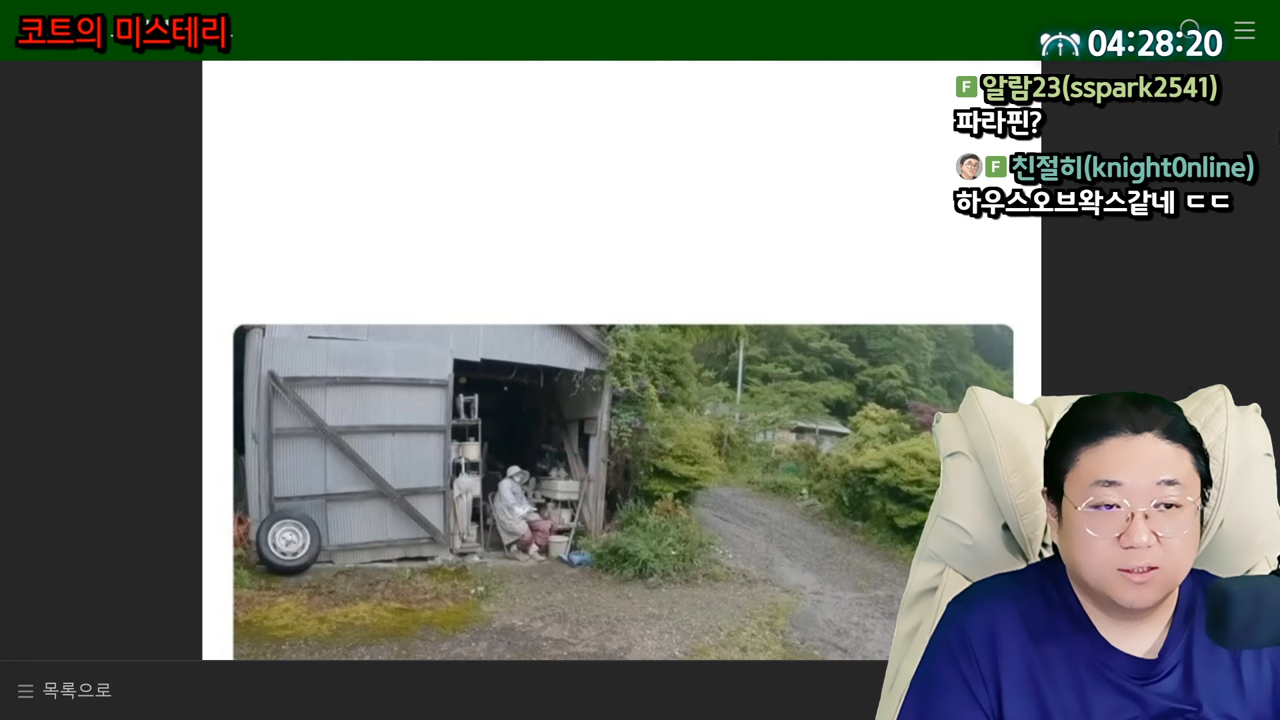 코트의 미스테리
04:28:20
F 알람23(sspark2541)
파라핀?
F 친절히(knight0nline)
하우스오브왁스같네 ㄷㄷ
목록으로